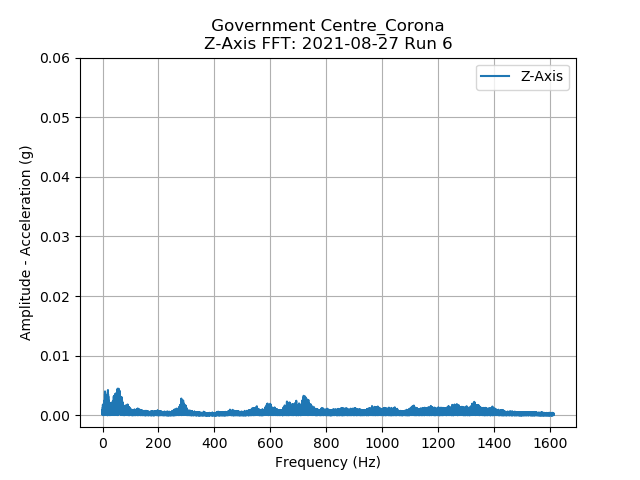 Government Centre_Corona
Z-Axis FFT: 2021-08-27 Run 6
Z-Axis
0.06
0.05
0.04
0.03
0.02
0.01
0.00
Amplitude - Acceleration (g)
0 200 400 600 800 1000 1200 1400 1600
Frequency (Hz)